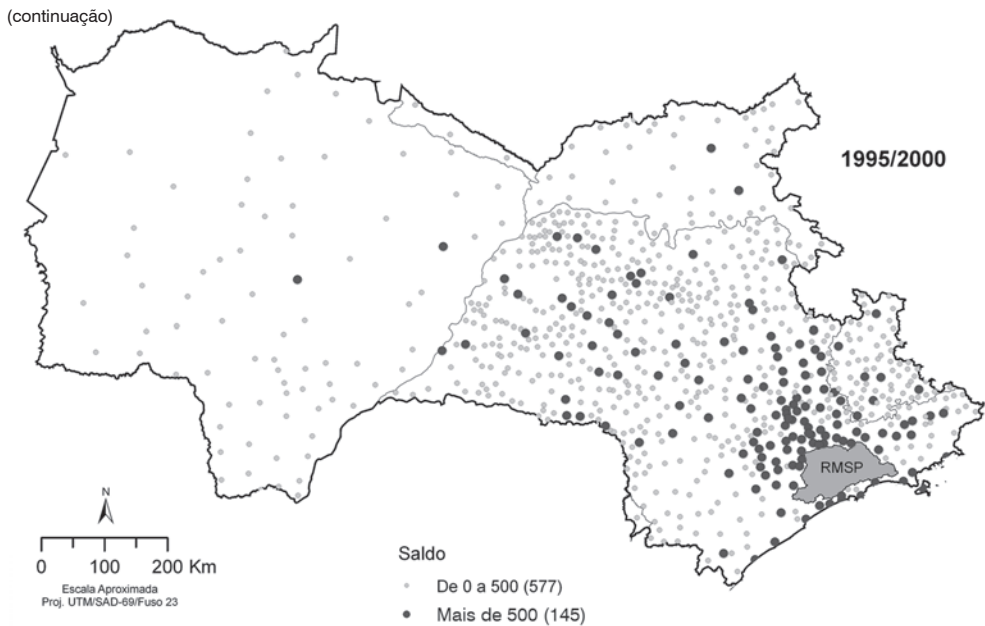 (continuação)
1995/2000
RMSP
N
0 100 200 Km
Escala Aproximada
Proj. UTM/SAD-69/Fuso 23
Saldo
De 0 a 500 (577)
Mais de 500 (145)